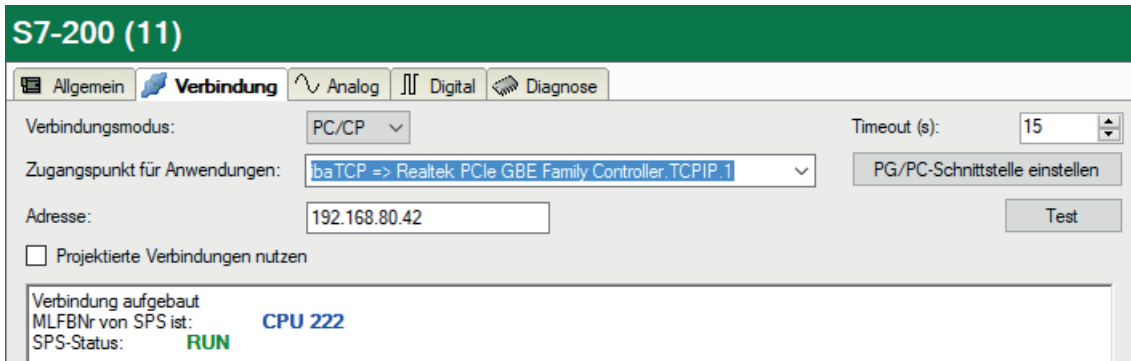 S7-200 (11)
Allgemein Verbindung Analog Digital Diagnose
Verbindungsmodus: PC/CP Timeout (s): 15
Zugangspunkt für Anwendungen: ibaTCP => Realtek PCIe GBE Family Controller.TCPIP.1 PG/PC-Schnittstelle einstellen
Adresse: 192.168.80.42 Test
Projektierte Verbindungen nutzen
Verbindung aufgebaut
MLFBNr von SPS ist: CPU 222
SPS-Status: RUN